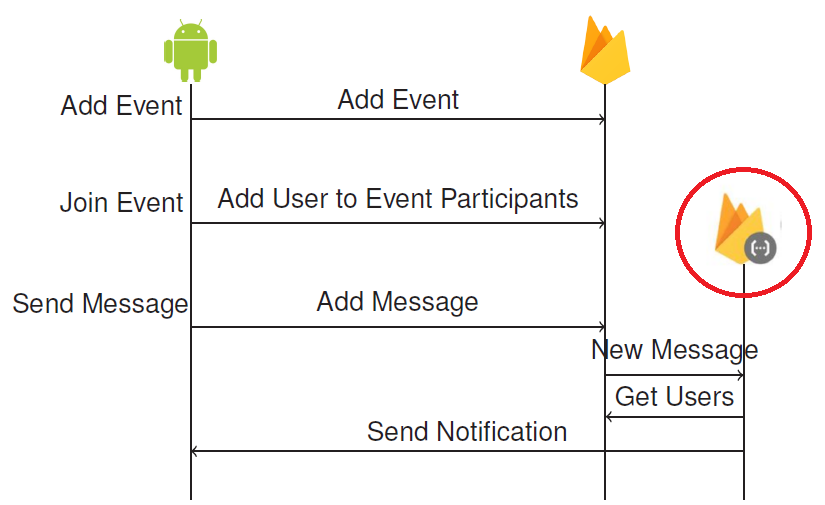 Add Event
Add Event
Join Event
Add User to Event Participants
Send Message
Add Message
New Message
Get Users
Send Notification